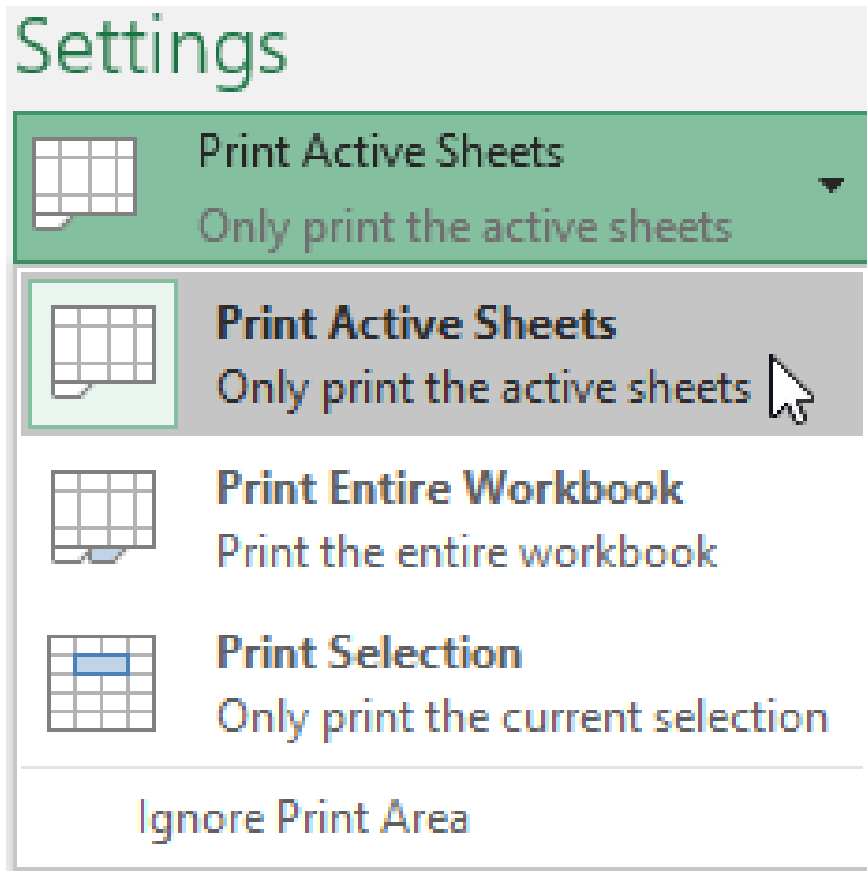 Settings
Print Active Sheets
Only print the active sheets
Print Active Sheets
Only print the active sheets
Print Entire Workbook
Print the entire workbook
Print Selection
Only print the current selection
Ignore Print Area